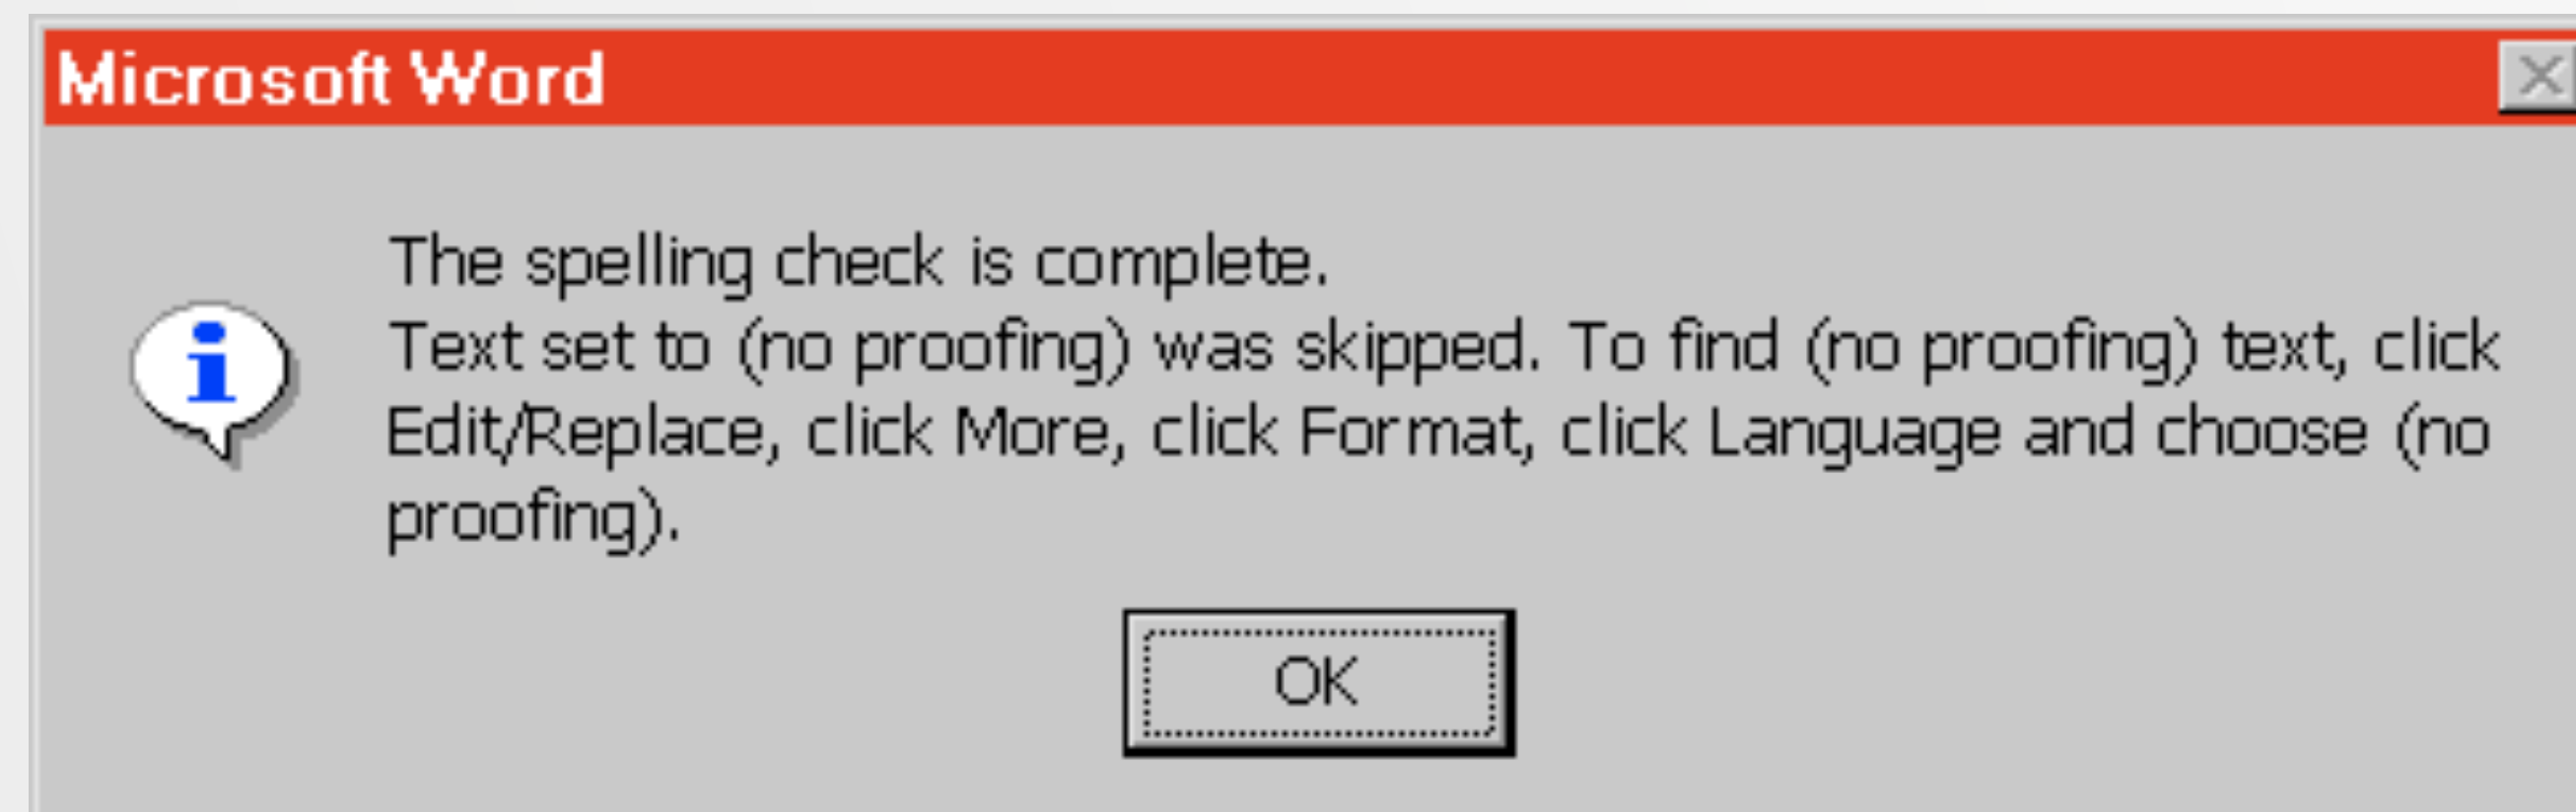 Microsoft Word
The spelling check is complete.
Text set to (no proofing) was skipped. To find (no proofing) text, click
Edit/Replace, click More, click Format, click Language and choose (no
proofing).
OK